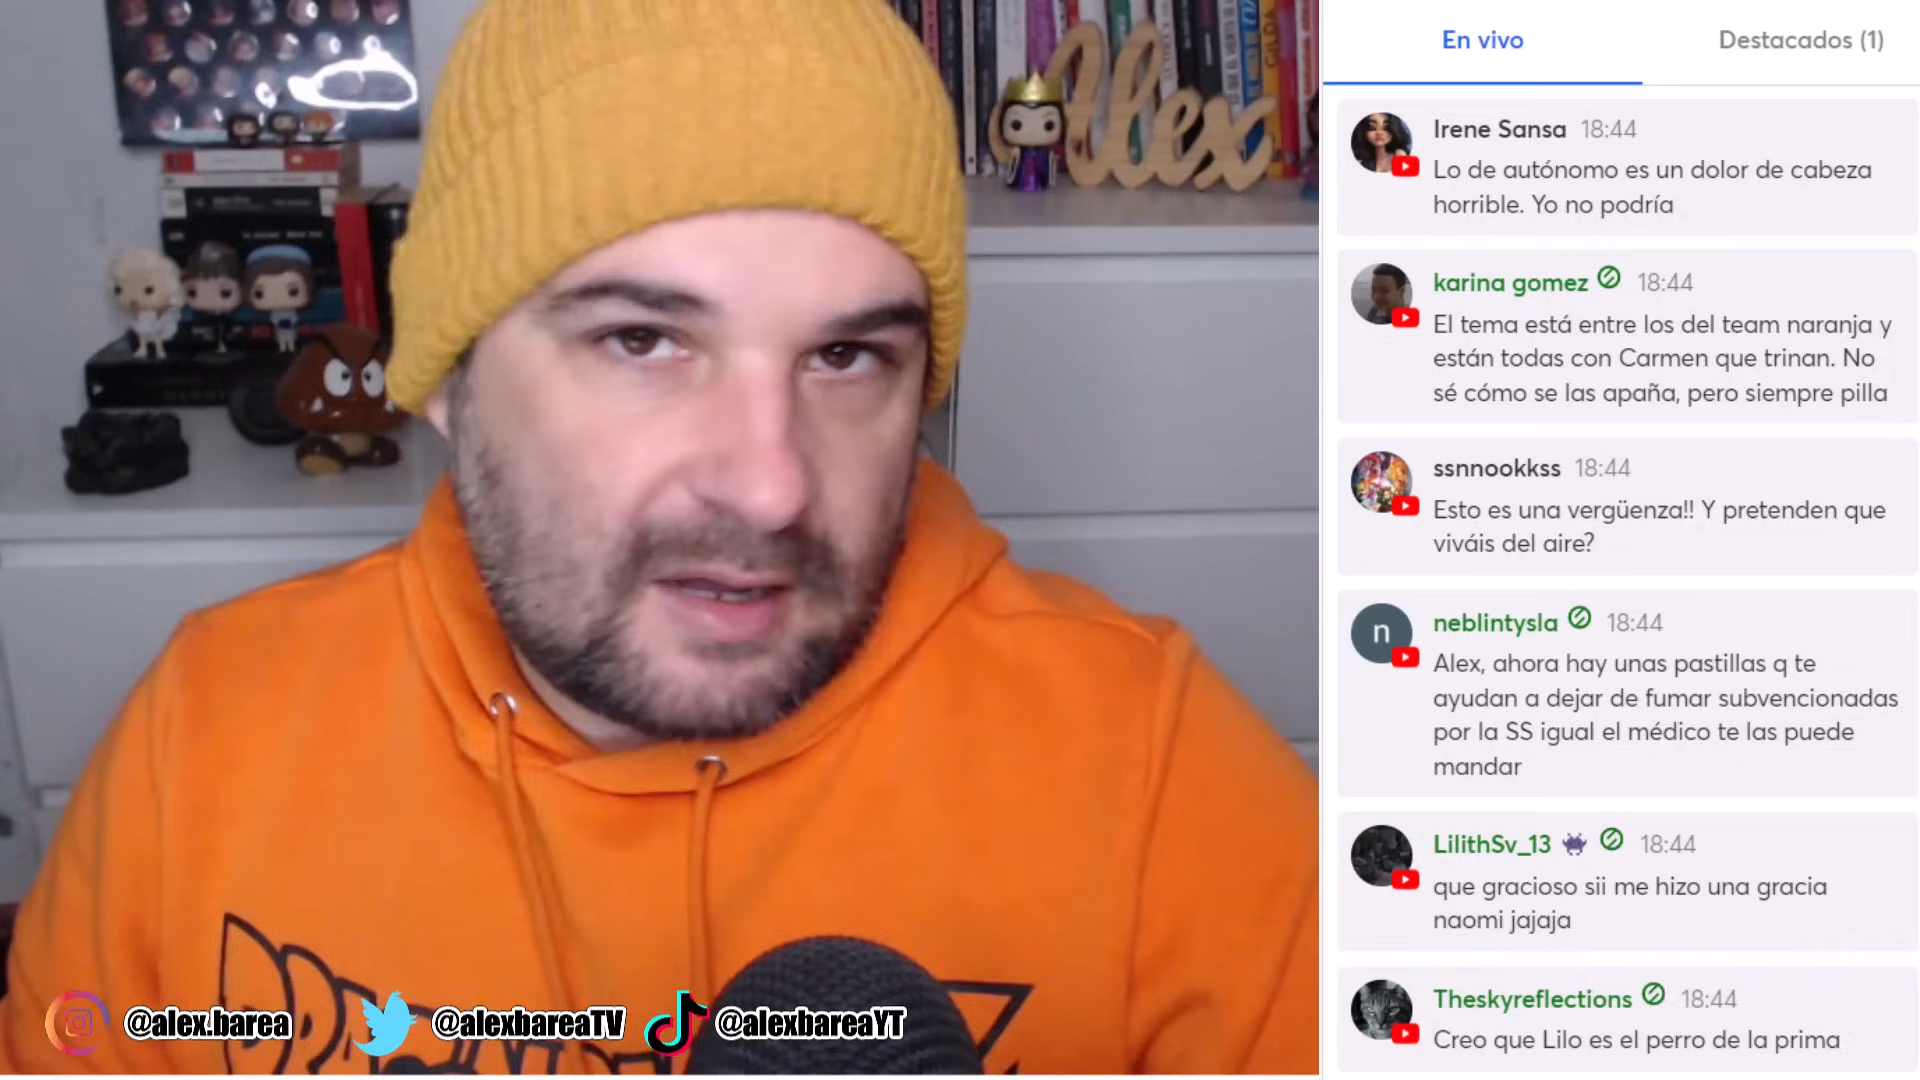 Alex
GILDA
@alex.barea
@alexbareaTV
@alexbareaYT
En vivo
Destacados (1)
Irene Sansa 18:44
Lo de autónomo es un dolor de cabeza
horrible. Yo no podría
karina gomez 18:44
El tema está entre los del team naranja y
están todas con Carmen que trinan. No
sé cómo se las apaña, pero siempre pilla
ssnnookkss 18:44
Esto es una vergüenza!! Y pretenden que
viváis del aire?
n
neblintysla 18:44
Alex, ahora hay unas pastillas q te
ayudan a dejar de fumar subvencionadas
por la SS igual el médico te las puede
mandar
LilithSv_13 18:44
que gracioso sii me hizo una gracia
naomi jajaja
Theskyreflections 18:44
Creo que Lilo es el perro de la prima